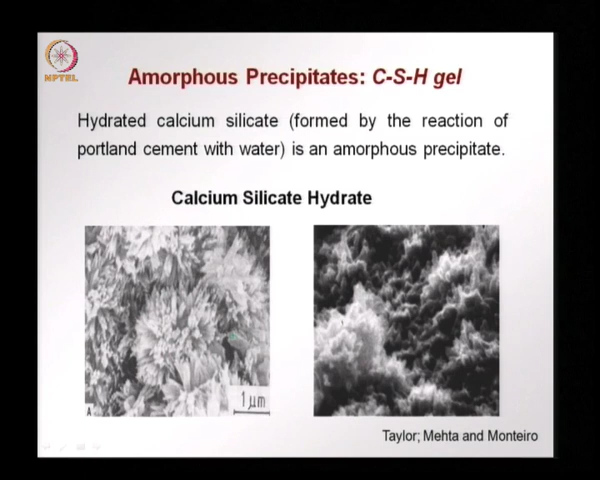 NPTEL
Amorphous Precipitates: C-S-H gel
Hydrated calcium silicate (formed by the reaction of
portland cement with water) is an amorphous precipitate.
Calcium Silicate Hydrate
A
1 µm
Taylor; Mehta and Monteiro